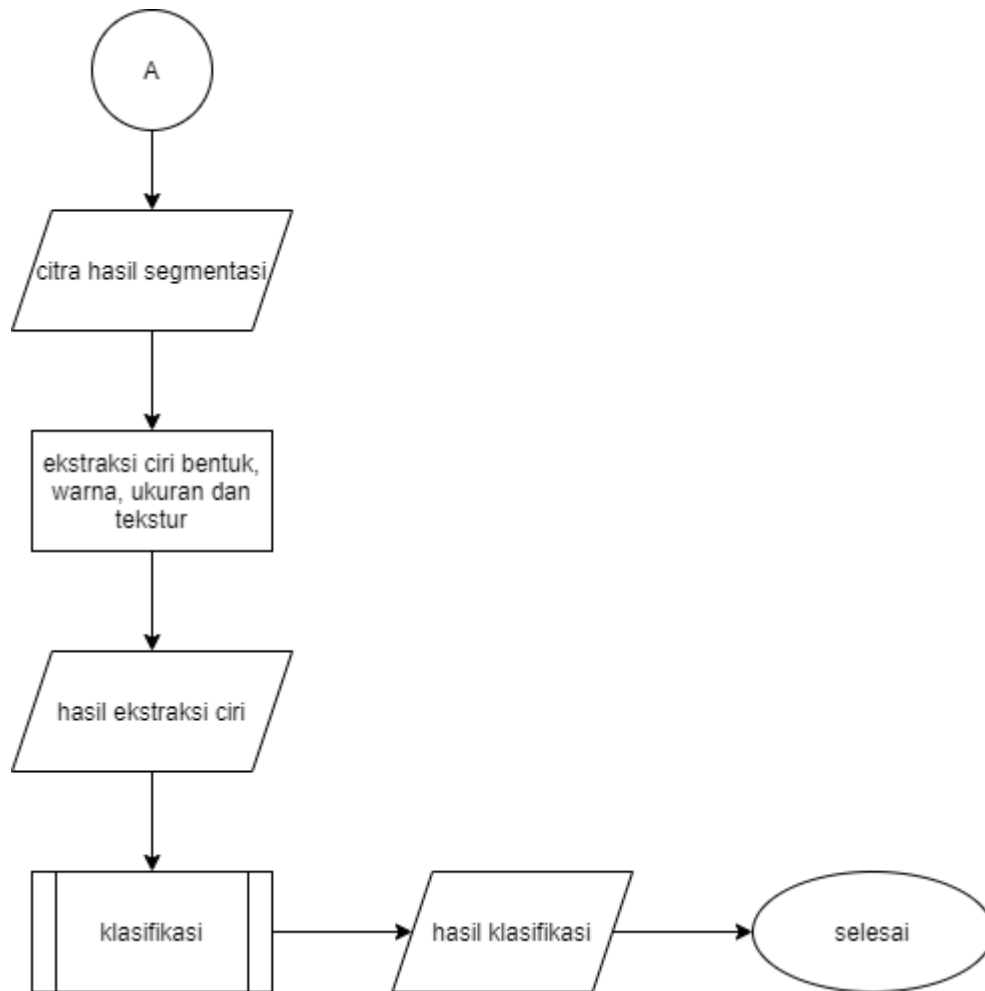 A
citra hasil segmentasi
ekstraksi ciri bentuk,
warna, ukuran dan
tekstur
hasil ekstraksi ciri
klasifikasi
hasil klasifikasi
selesai